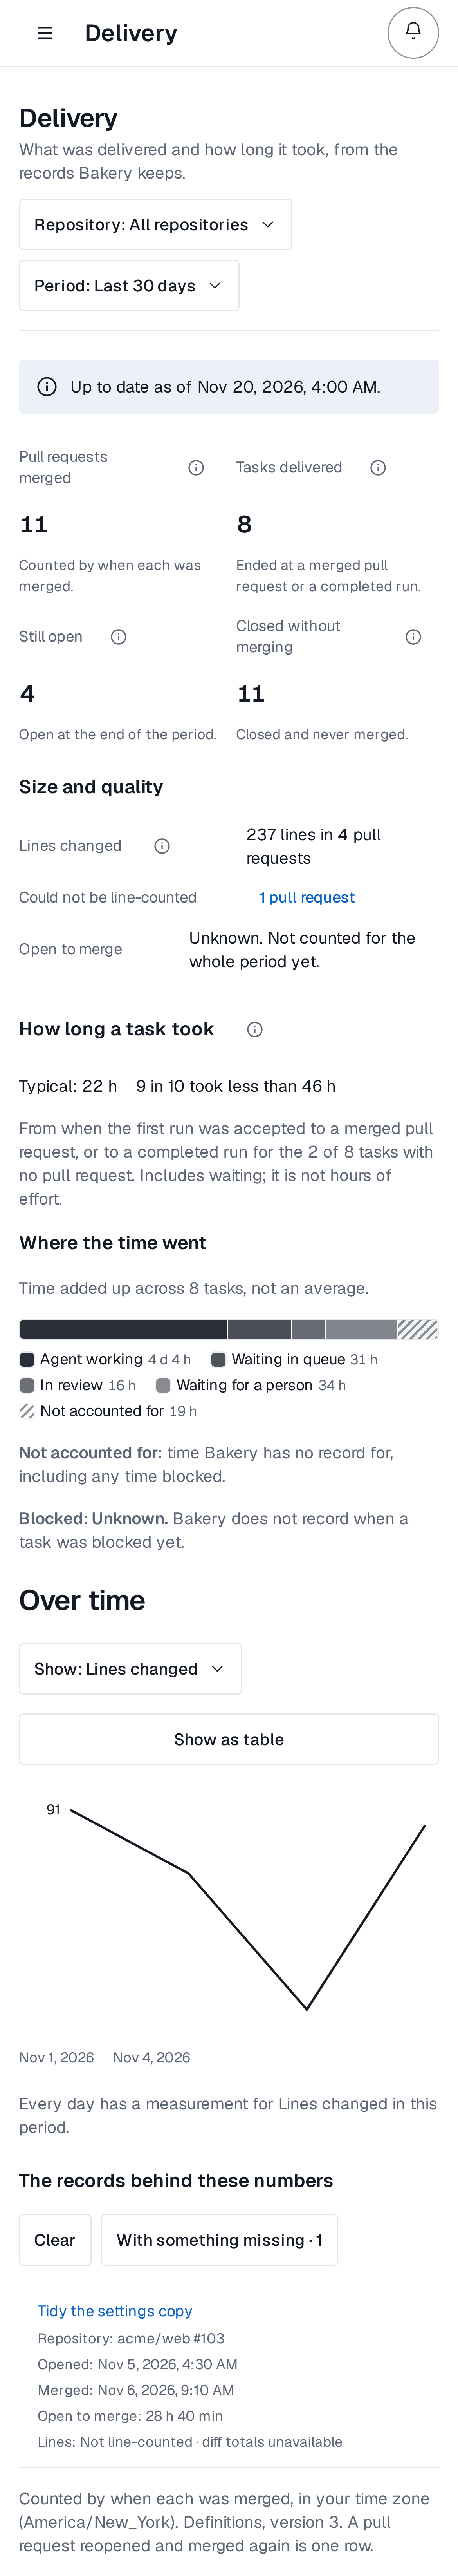 Delivery
Delivery
What was delivered and how long it took, from the
records Bakery keeps.
Repository: All repositories
Period: Last 30 days
Up to date as of Nov 20, 2026, 4:00 AM.
Pull requests
merged
Tasks delivered
11
8
Counted by when each was
merged.
Ended at a merged pull
request or a completed run.
Still open
Closed without
merging
4
11
Open at the end of the period.
Closed and never merged.
Size and quality
Lines changed
237 lines in 4 pull
requests
Could not be line-counted
1 pull request
Open to merge
Unknown. Not counted for the
whole period yet.
How long a task took
Typical: 22 h 9 in 10 took less than 46 h
From when the first run was accepted to a merged pull
request, or to a completed run for the 2 of 8 tasks with
no pull request. Includes waiting; it is not hours of
effort.
Where the time went
Time added up across 8 tasks, not an average.
Agent working 4 d 4 h Waiting in queue 31 h
In review 16 h Waiting for a person 34 h
Not accounted for 19 h
Not accounted for: time Bakery has no record for,
including any time blocked.
Blocked: Unknown. Bakery does not record when a
task was blocked yet.
Over time
Show: Lines changed
Show as table
91
Nov 1, 2026 Nov 4, 2026
Every day has a measurement for Lines changed in this
period.
The records behind these numbers
Clear
With something missing · 1
Tidy the settings copy
Repository: acme/web #103
Opened: Nov 5, 2026, 4:30 AM
Merged: Nov 6, 2026, 9:10 AM
Open to merge: 28 h 40 min
Lines: Not line-counted · diff totals unavailable
Counted by when each was merged, in your time zone
(America/New_York). Definitions, version 3. A pull
request reopened and merged again is one row.